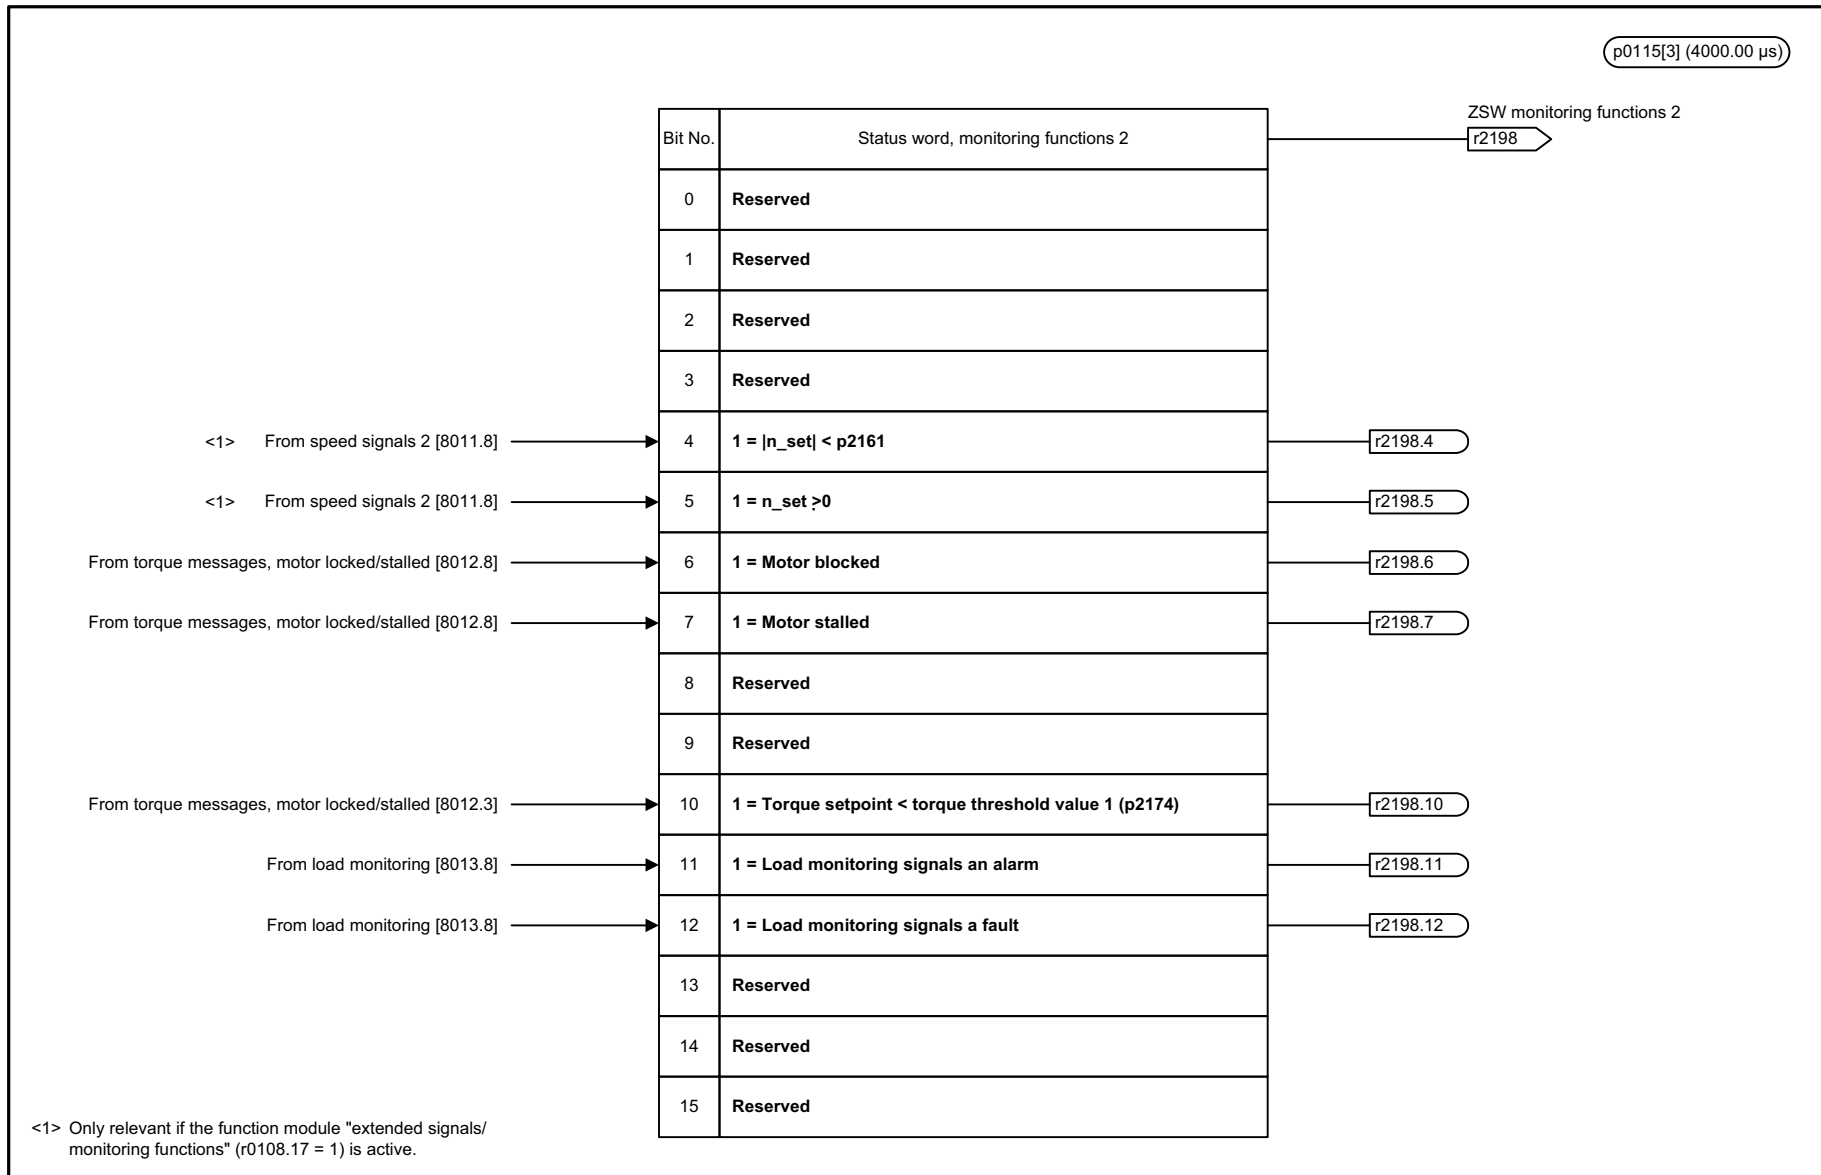 p0115[3] (4000.00 µs)
ZSW monitoring functions 2
Bit No. Status word, monitoring functions 2 r2198
0 Reserved
1 Reserved
2 Reserved
3 Reserved
<1> From speed signals 2 [8011.8] 4 1 = |n_set| < p2161 r2198.4
<1> From speed signals 2 [8011.8] 5 1 = n_set >0 r2198.5
From torque messages, motor locked/stalled [8012.8] 6 1 = Motor blocked r2198.6
From torque messages, motor locked/stalled [8012.8] 7 1 = Motor stalled r2198.7
8 Reserved
9 Reserved
From torque messages, motor locked/stalled [8012.3] 10 1 = Torque setpoint < torque threshold value 1 (p2174) r2198.10
From load monitoring [8013.8] 11 1 = Load monitoring signals an alarm r2198.11
From load monitoring [8013.8] 12 1 = Load monitoring signals a fault r2198.12
13 Reserved
14 Reserved
15 Reserved
<1> Only relevant if the function module "extended signals/
monitoring functions" (r0108.17 = 1) is active.